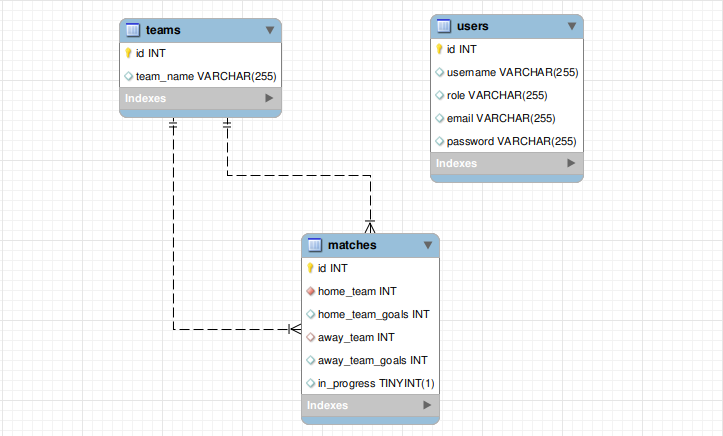 teams
id INT
team_name VARCHAR(255)
Indexes
users
id INT
username VARCHAR(255)
role VARCHAR(255)
email VARCHAR(255)
password VARCHAR(255)
Indexes
matches
id INT
home_team INT
home_team_goals INT
away_team INT
away_team_goals INT
in_progress TINYINT(1)
Indexes